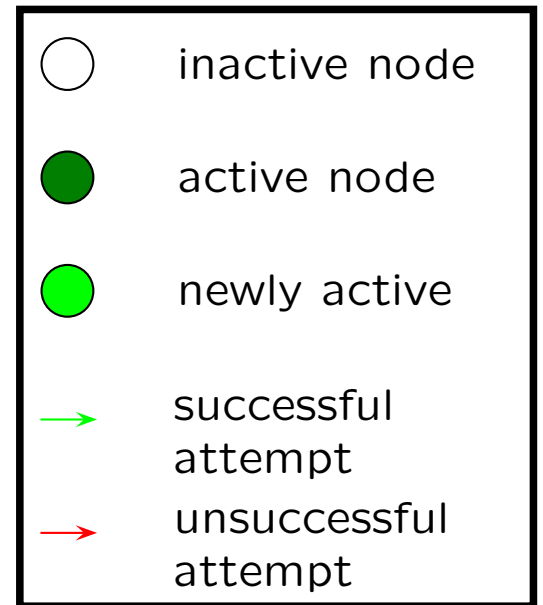 inactive node
active node
newly active
successful
attempt
unsuccessful
attempt